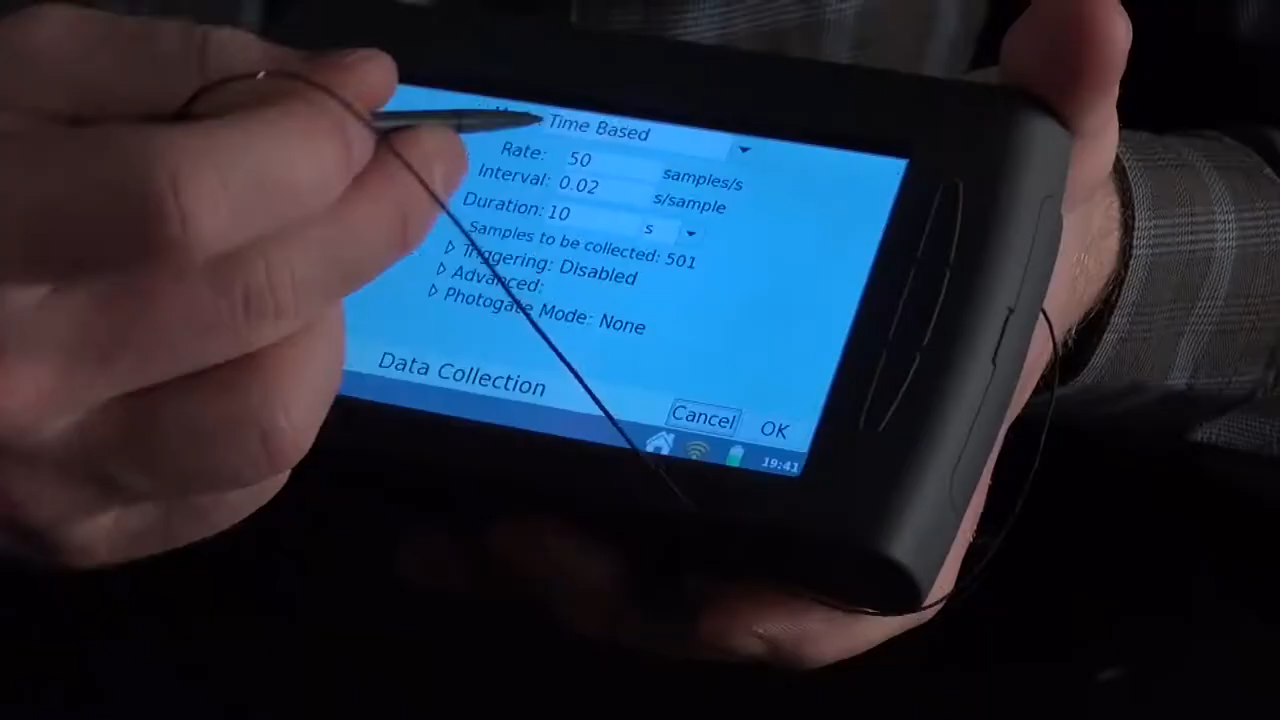 Time Based
Rate: 50 samples/s
Interval: 0.02 s/sample
Duration: 10 s
Samples to be collected: 501
Triggering: Disabled
Advanced:
Photogate Mode: None
Data Collection
Cancel OK
19:41